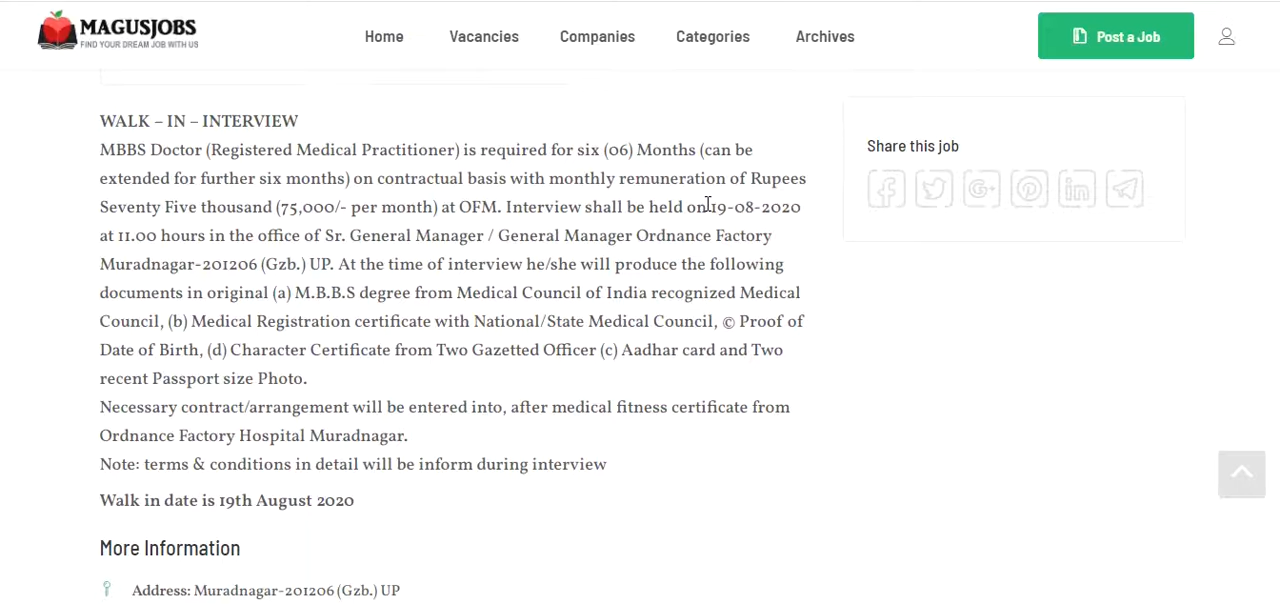 MAGUSJOBS
FIND YOUR DREAM JOB WITH US
Home Vacancies Companies Categories Archives Post a Job
WALK – IN – INTERVIEW
MBBS Doctor (Registered Medical Practitioner) is required for six (06) Months (can be
extended for further six months) on contractual basis with monthly remuneration of Rupees
Seventy Five thousand (75,000/- per month) at OFM. Interview shall be held on 19-08-2020
at 11.00 hours in the office of Sr. General Manager / General Manager Ordnance Factory
Muradnagar-201206 (Gzb.) UP. At the time of interview he/she will produce the following
documents in original (a) M.B.B.S degree from Medical Council of India recognized Medical
Council, (b) Medical Registration certificate with National/State Medical Council, © Proof of
Date of Birth, (d) Character Certificate from Two Gazetted Officer (c) Aadhar card and Two
recent Passport size Photo.
Necessary contract/arrangement will be entered into, after medical fitness certificate from
Ordnance Factory Hospital Muradnagar.
Note: terms & conditions in detail will be inform during interview
Walk in date is 19th August 2020
More Information
Address: Muradnagar-201206 (Gzb.) UP
Share this job